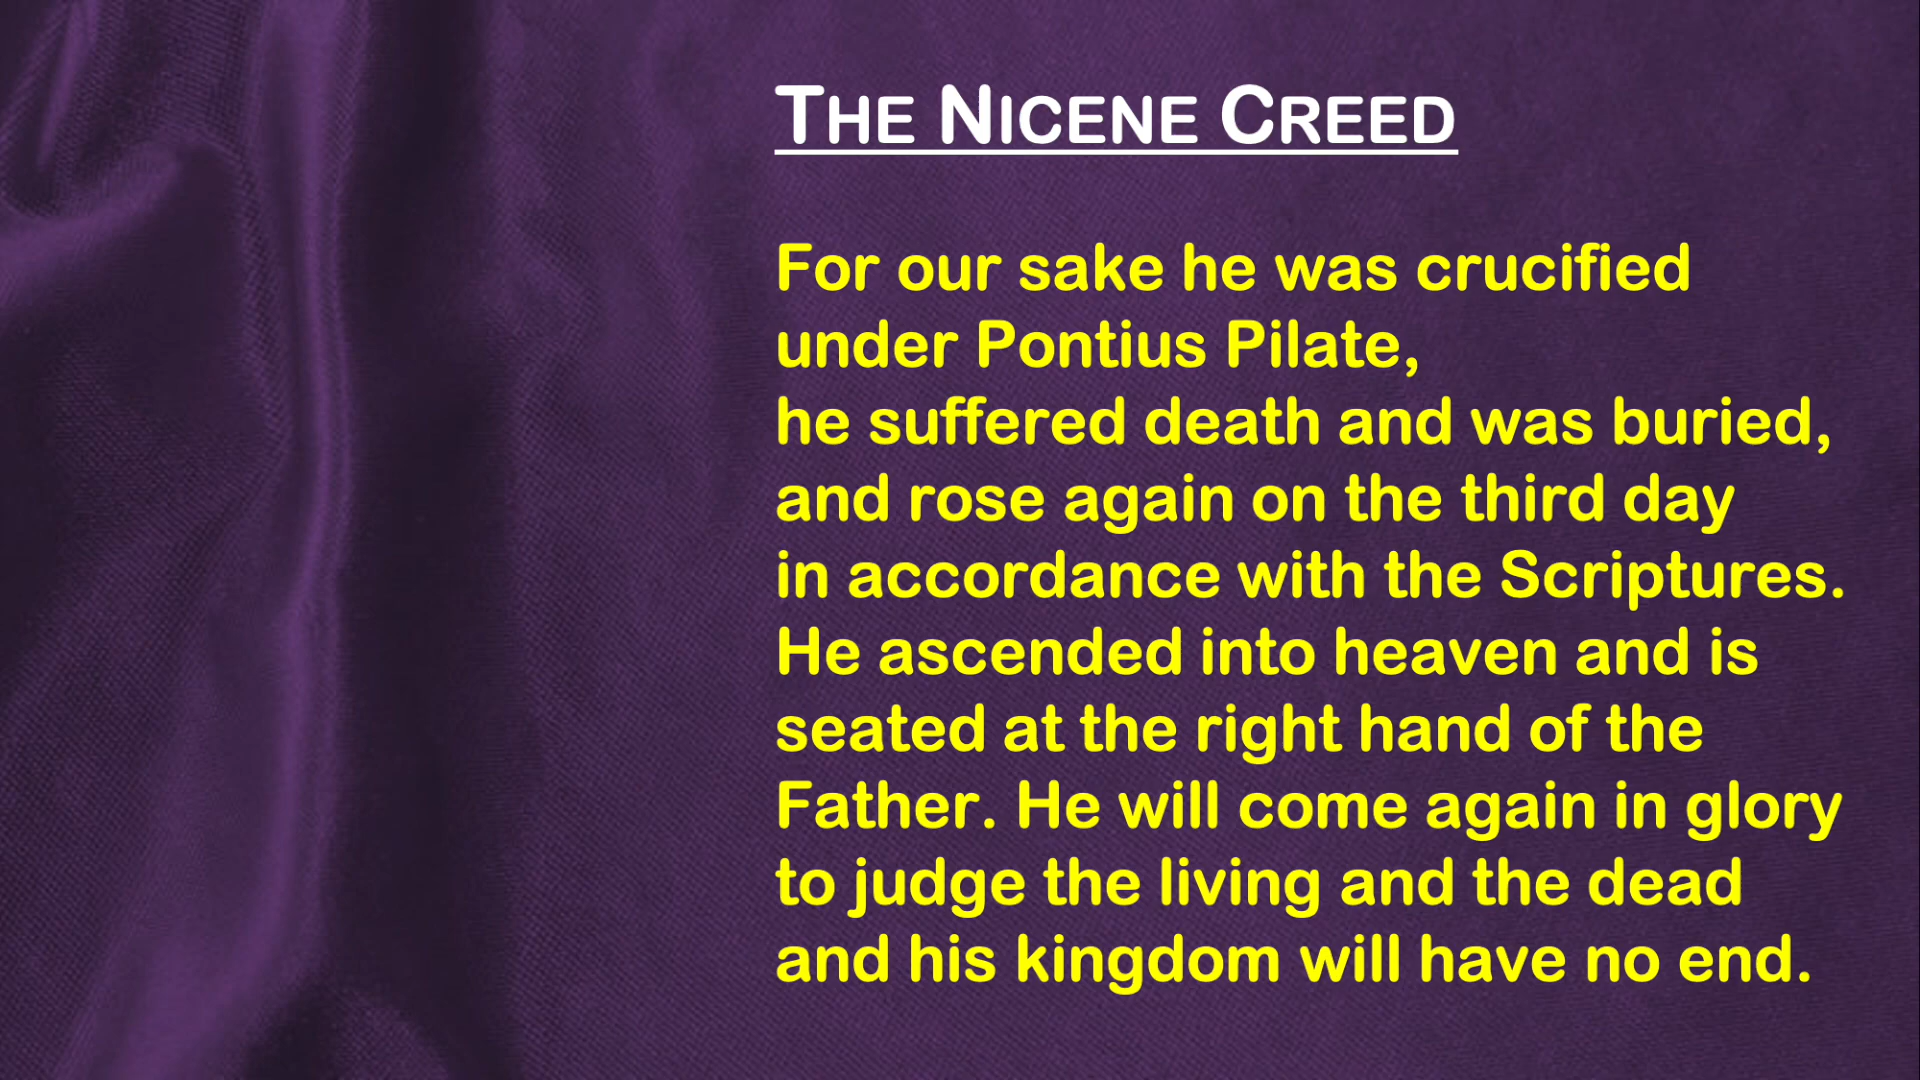 THE NICENE CREED
For our sake he was crucified
under Pontius Pilate,
he suffered death and was buried,
and rose again on the third day
in accordance with the Scriptures.
He ascended into heaven and is
seated at the right hand of the
Father. He will come again in glory
to judge the living and the dead
and his kingdom will have no end.